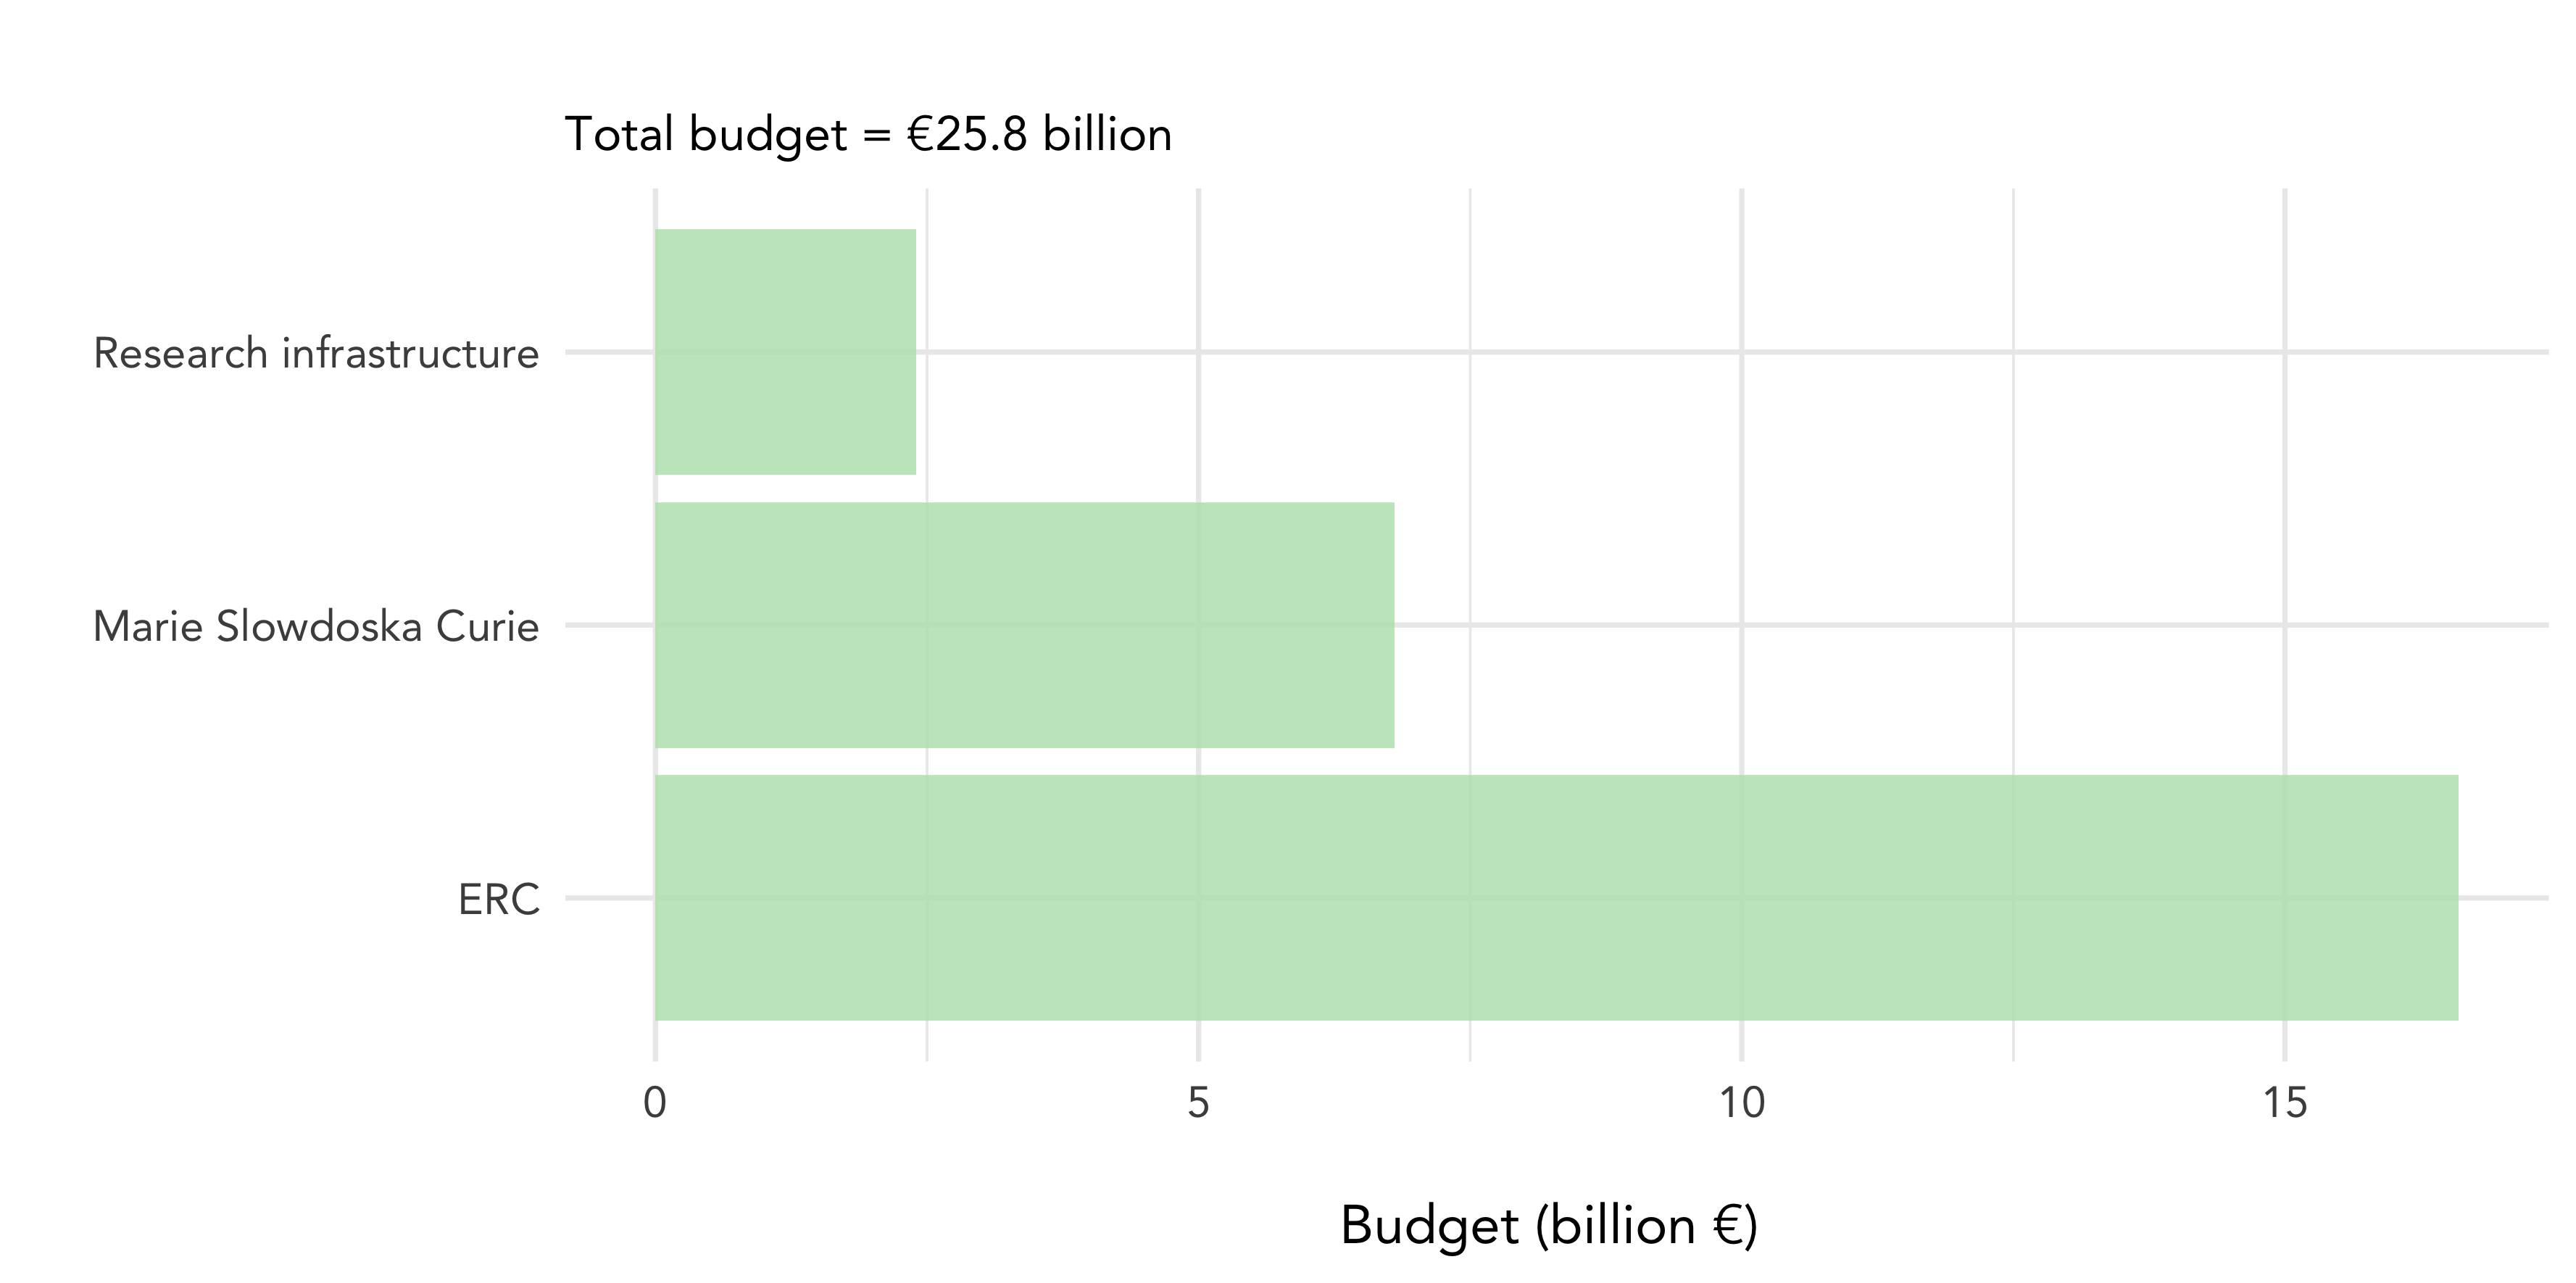 Total budget = €25.8 billion
Research infrastructure
Marie Slowdoska Curie
ERC
0 5 10 15
Budget (billion €)